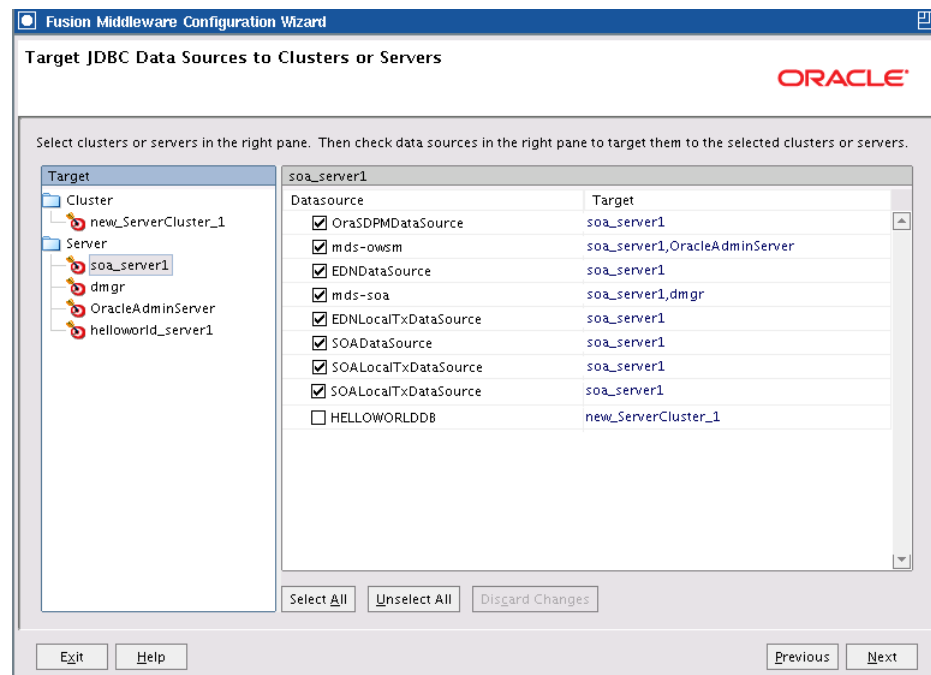 Fusion Middleware Configuration Wizard
Target JDBC Data Sources to Clusters or Servers
ORACLE
Select clusters or servers in the right pane. Then check data sources in the right pane to target them to the selected clusters or servers.
Target
Cluster
new_ServerCluster_1
Server
soa_server1
dmgr
OracleAdminServer
helloworld_server1
soa_server1
Datasource Target
OraSDPMDataSource soa_server1
mds-owsm soa_server1,OracleAdminServer
EDNDataSource soa_server1
mds-soa soa_server1,dmgr
EDNLocalTxDataSource soa_server1
SOADataSource soa_server1
SOALocalTxDataSource soa_server1
SOALocalTxDataSource soa_server1
HELLOWORLDDB new_ServerCluster_1
Select All Unselect All Discard Changes
Exit Help Previous Next